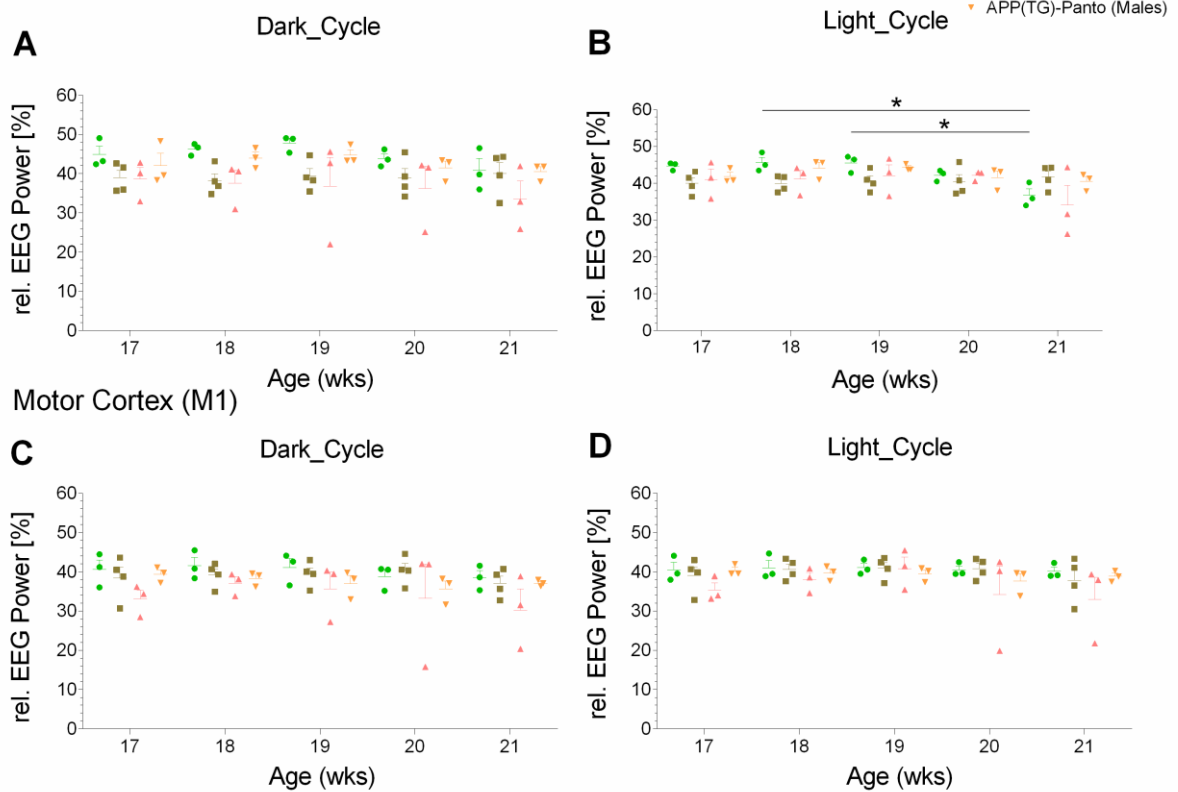 ▼ APP(TG)-Panto (Males)
A
Dark_Cycle
B
Light_Cycle
rel. EEG Power [%]
60
50
40
30
20
10
0
17 18 19 20 21
Age (wks)
rel. EEG Power [%]
60
50
40
30
20
10
0
*
*
17 18 19 20 21
Age (wks)
Motor Cortex (M1)
C
Dark_Cycle
D
Light_Cycle
rel. EEG Power [%]
60
50
40
30
20
10
0
17 18 19 20 21
Age (wks)
rel. EEG Power [%]
60
50
40
30
20
10
0
17 18 19 20 21
Age (wks)